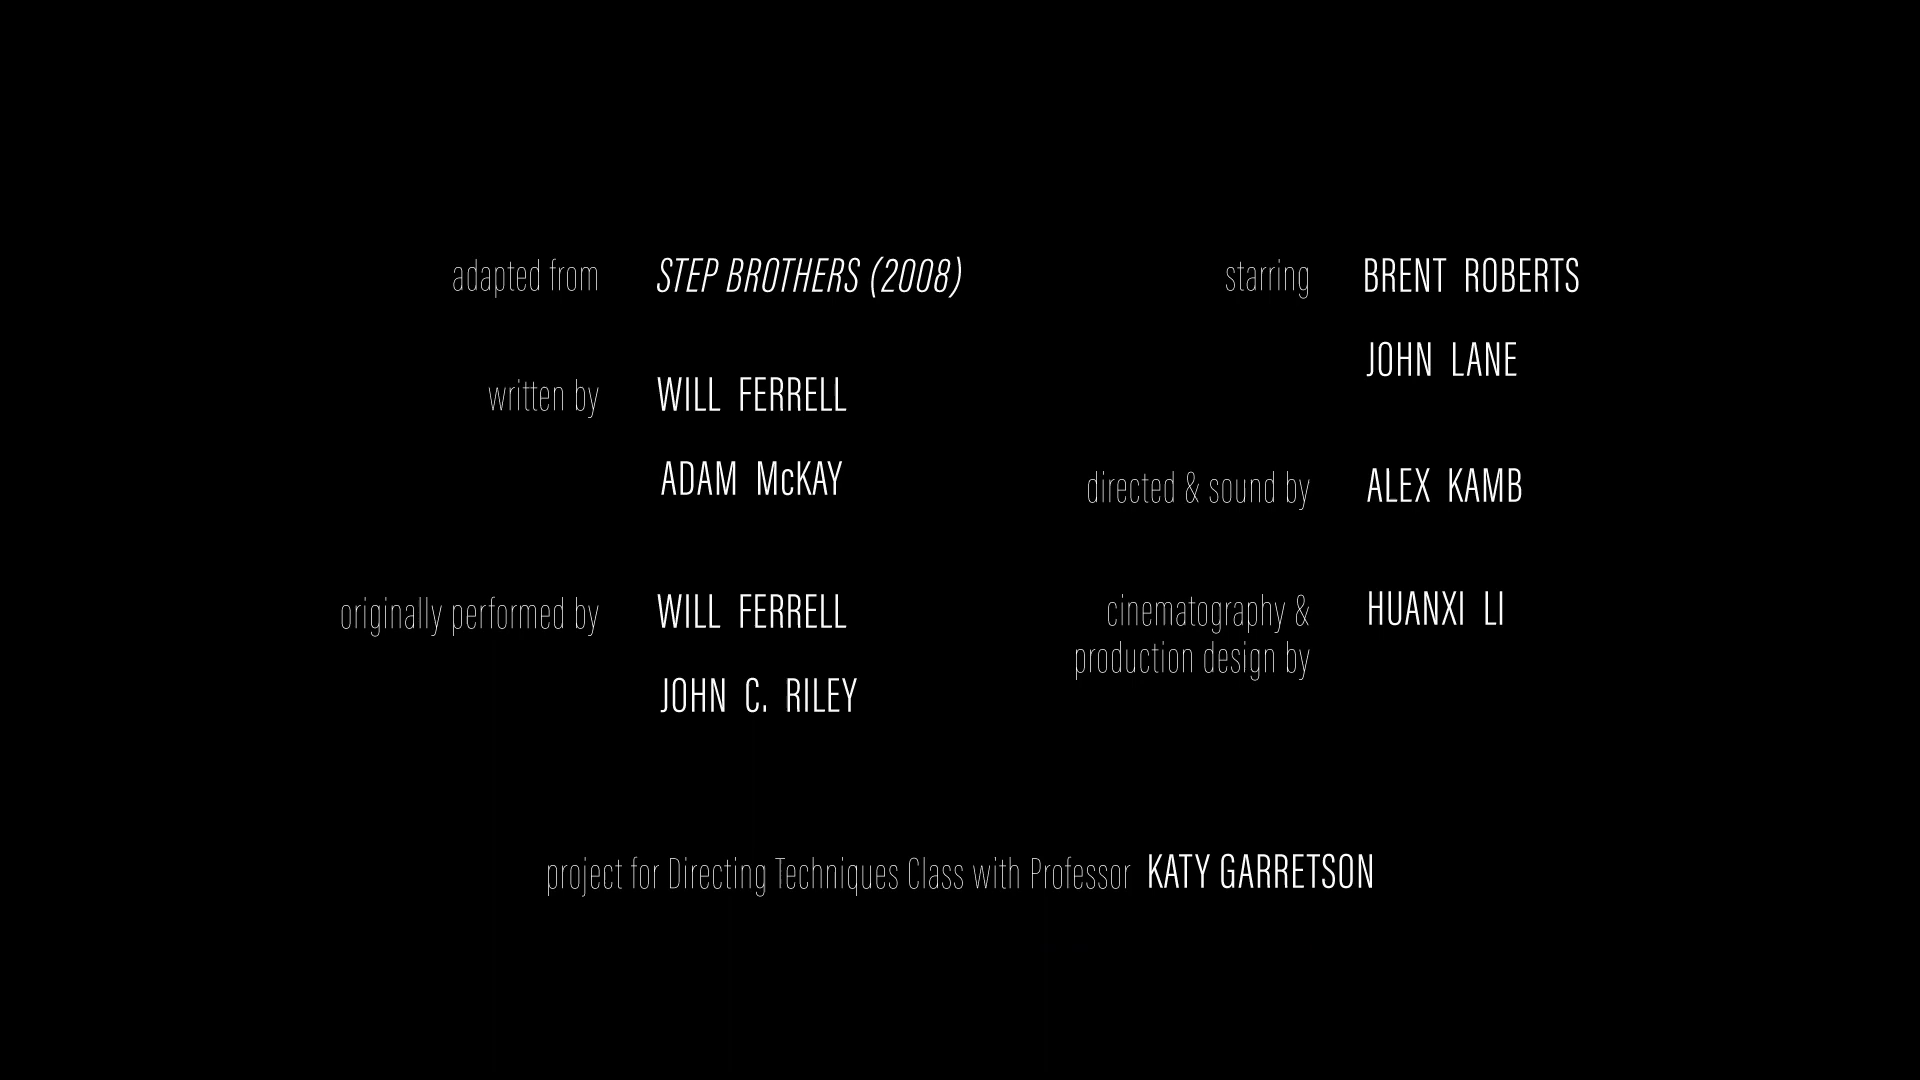 adapted from STEP BROTHERS (2008)
written by WILL FERRELL
ADAM McKAY
originally performed by WILL FERRELL
JOHN C. RILEY
starring BRENT ROBERTS
JOHN LANE
directed & sound by ALEX KAMB
cinematography & HUANXI LI
production design by
project for Directing Techniques Class with Professor KATY GARRETSON